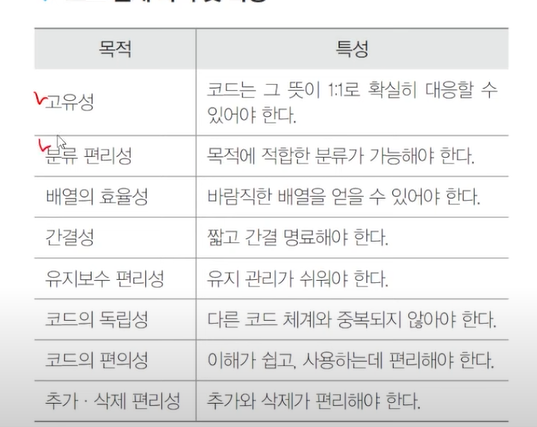 목적 특성
고유성 코드는 그 뜻이 1:1로 확실히 대응할 수
있어야 한다.
분류 편리성 목적에 적합한 분류가 가능해야 한다.
배열의 효율성 바람직한 배열을 얻을 수 있어야 한다.
간결성 짧고 간결 명료해야 한다.
유지보수 편리성 유지 관리가 쉬워야 한다.
코드의 독립성 다른 코드 체계와 중복되지 않아야 한다.
코드의 편의성 이해가 쉽고, 사용하는데 편리해야 한다.
추가 · 삭제 편리성 추가와 삭제가 편리해야 한다.